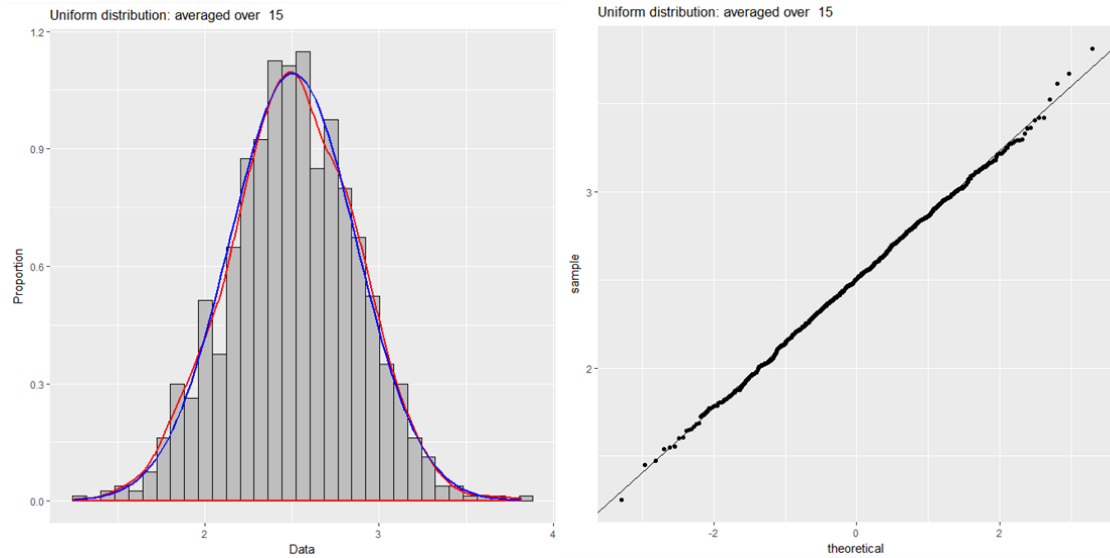 Uniform distribution: averaged over 15
1.2
0.9
0.6
0.3
0.0
Proportion
2
3
4
Data
Uniform distribution: averaged over 15
3
2
sample
-2
0
2
theoretical